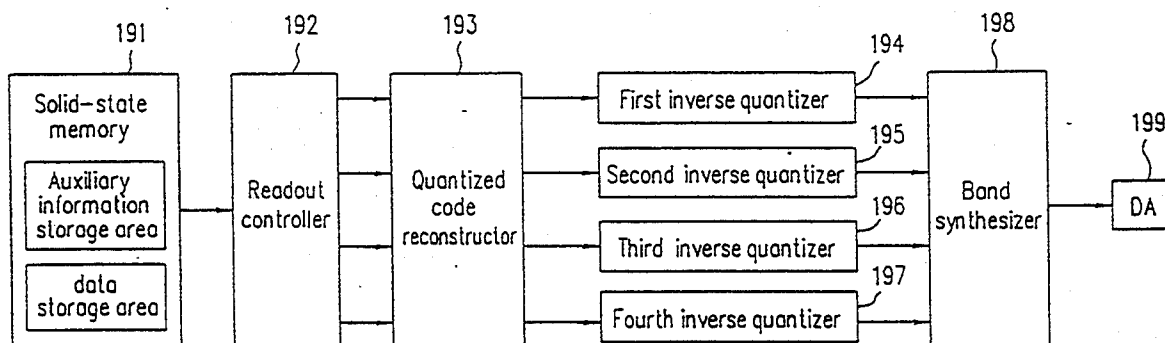 191
192
193
194
198
Solid-state
memory
Auxiliary
information
storage area
data
storage area
Readout
controller
Quantized
code
reconstructor
First inverse quantizer
195
Second inverse quantizer
196
Third inverse quantizer
197
Fourth inverse quantizer
Band
synthesizer
199
DA